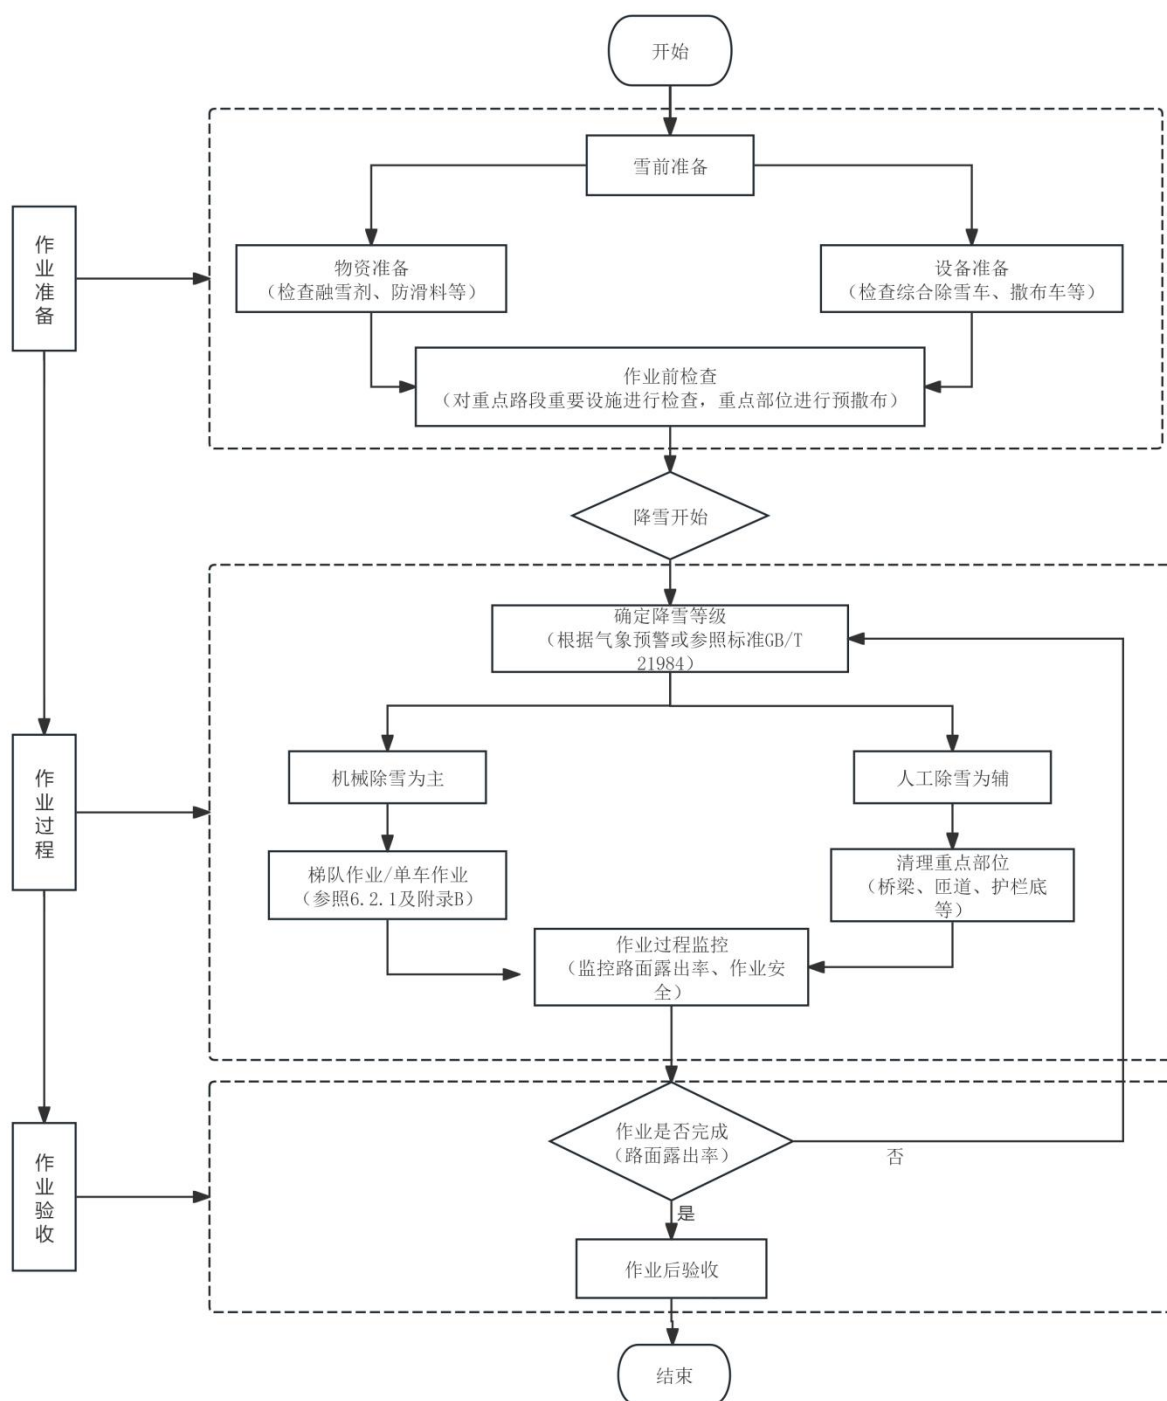 开始
雪前准备
作业准备
物资准备
（检查融雪剂、防滑料等）
设备准备
（检查综合除雪车、撒布车等）
作业前检查
（对重点路段重要设施进行检查，重点部位进行预撒布）
降雪开始
确定降雪等级
（根据气象预警或参照标准GB/T
21984）
作业过程
机械除雪为主
人工除雪为辅
梯队作业/单车作业
（参照6.2.1及附录B）
清理重点部位
（桥梁、匝道、护栏底
等）
作业过程监控
（监控路面露出率、作业安
全）
作业验收
作业是否完成
（路面露出率）
否
是
作业后验收
结束